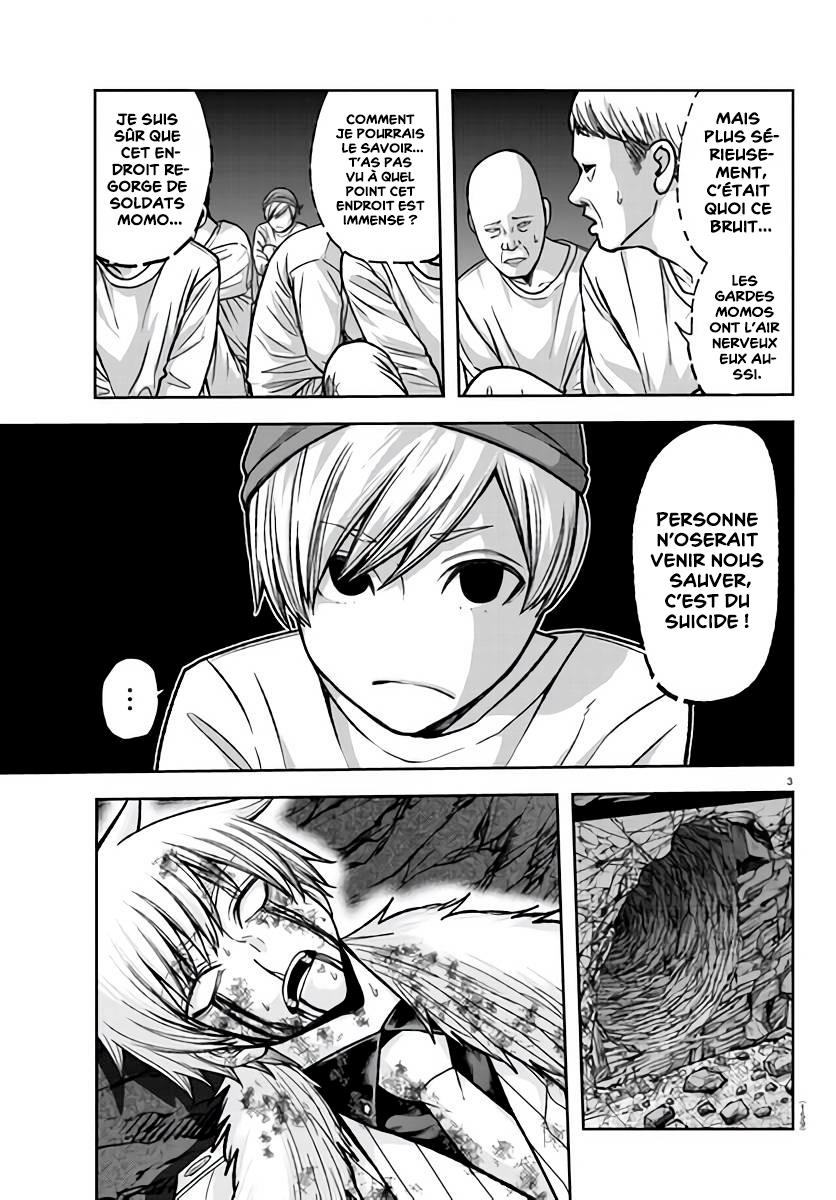 MAIS
PLUS SÉ-
RIEUSE-
MENT,
C'ÉTAIT
QUOI CE
BRUIT...
LES
GARDES
MOMOS
ONT L'AIR
NERVEUX
EUX AUS-
SI.
COMMENT
JE POURRAIS
LE SAVOIR...
T'AS PAS
VU À QUEL
POINT CET
ENDROIT EST
IMMENSE ?
JE SUIS
SÛR QUE
CET EN-
DROIT RE-
GORGE DE
SOLDATS
MOMO...
PERSONNE
N'OSERAIT
VENIR NOUS
SAUVER,
C'EST DU
SUICIDE !
...
3